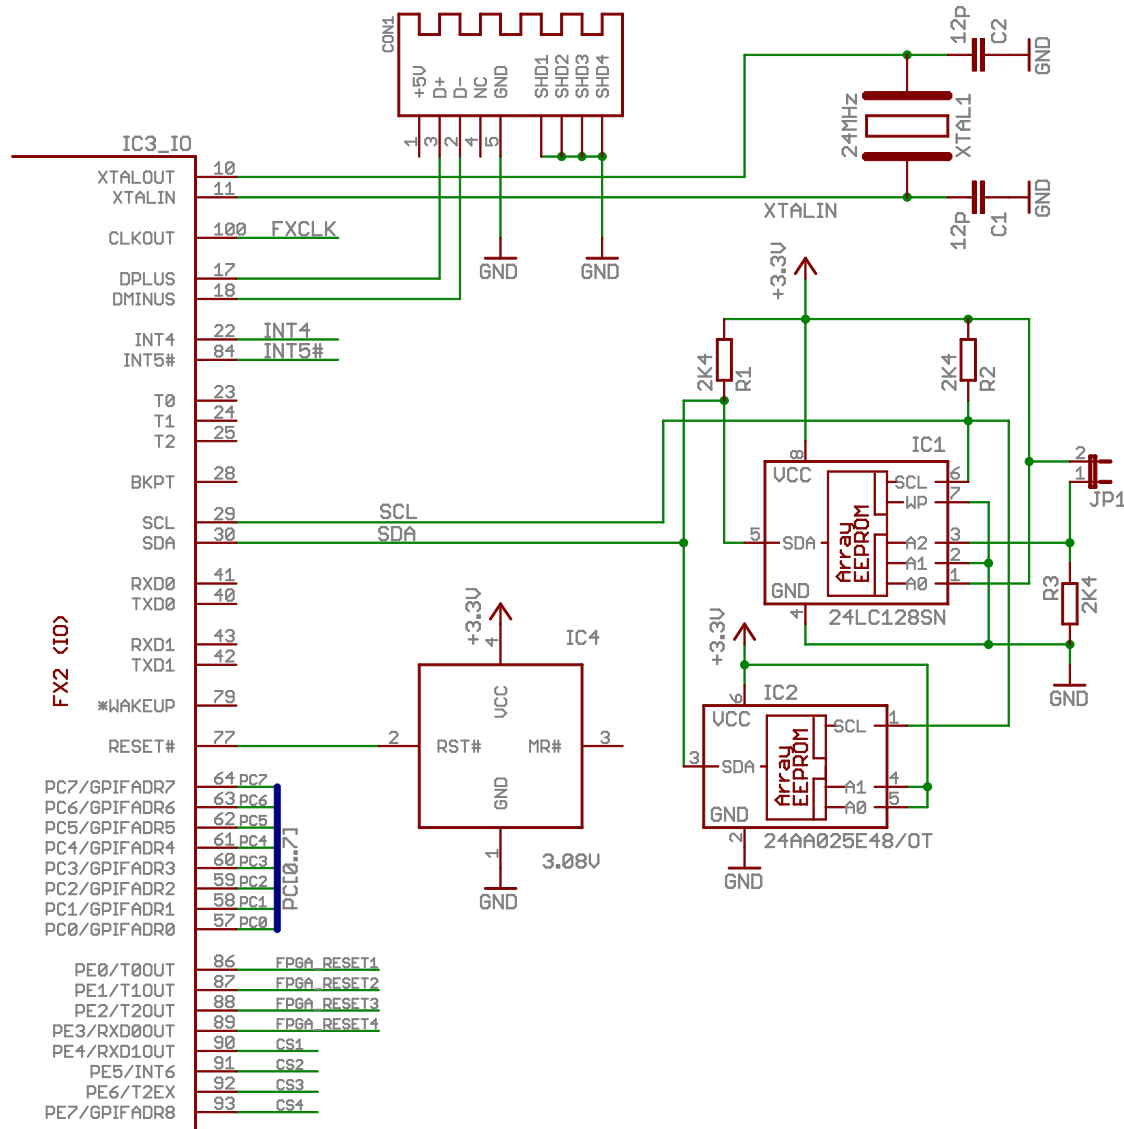 CON1
+5V
D+
D-
NC
GND
SHD1
SHD2
SHD3
SHD4
1
3
2
4
5
GND
GND
12p
C2
GND
24MHz
XTAL1
12p
C1
GND
XTALIN
IC3_IO
XTALOUT 10
XTALIN 11
CLKOUT 100 FXCLK
DPLUS 17
DMINUS 18
INT4 22 INT4
INT5# 84 INT5#
T0 23
T1 24
T2 25
BKPT 28
SCL 29 SCL
SDA 30 SDA
RXD0 41
TXD0 40
RXD1 43
TXD1 42
*WAKEUP 79
RESET# 77
PC7/GPIFADR7 64 PC7
PC6/GPIFADR6 63 PC6
PC5/GPIFADR5 62 PC5
PC4/GPIFADR4 61 PC4
PC3/GPIFADR3 60 PC3
PC2/GPIFADR2 59 PC2
PC1/GPIFADR1 58 PC1
PC0/GPIFADR0 57 PC0
PC[0..7]
PE0/T0OUT 86 FPGA_RESET1
PE1/T1OUT 87 FPGA_RESET2
PE2/T2OUT 88 FPGA_RESET3
PE3/RXD0OUT 89 FPGA_RESET4
PE4/RXD1OUT 90 CS1
PE5/INT6 91 CS2
PE6/T2EX 92 CS3
PE7/GPIFADR8 93 CS4
FX2 (IO)
+3.3V
2K4
R1
2K4
R2
IC1
8
VCC
SCL 6
WP 7
5 SDA
Array
EEPROM
A2 3
A1 2
A0 1
GND
4
24LC128SN
2
1
JP1
R3
2K4
GND
+3.3V
4
IC4
VCC
2 RST#
MR# 3
GND
1
3.08V
GND
+3.3V
6
IC2
VCC
SCL 1
3 SDA
Array
EEPROM
A1 4
A0 5
GND
2
24AA025E48/OT
GND